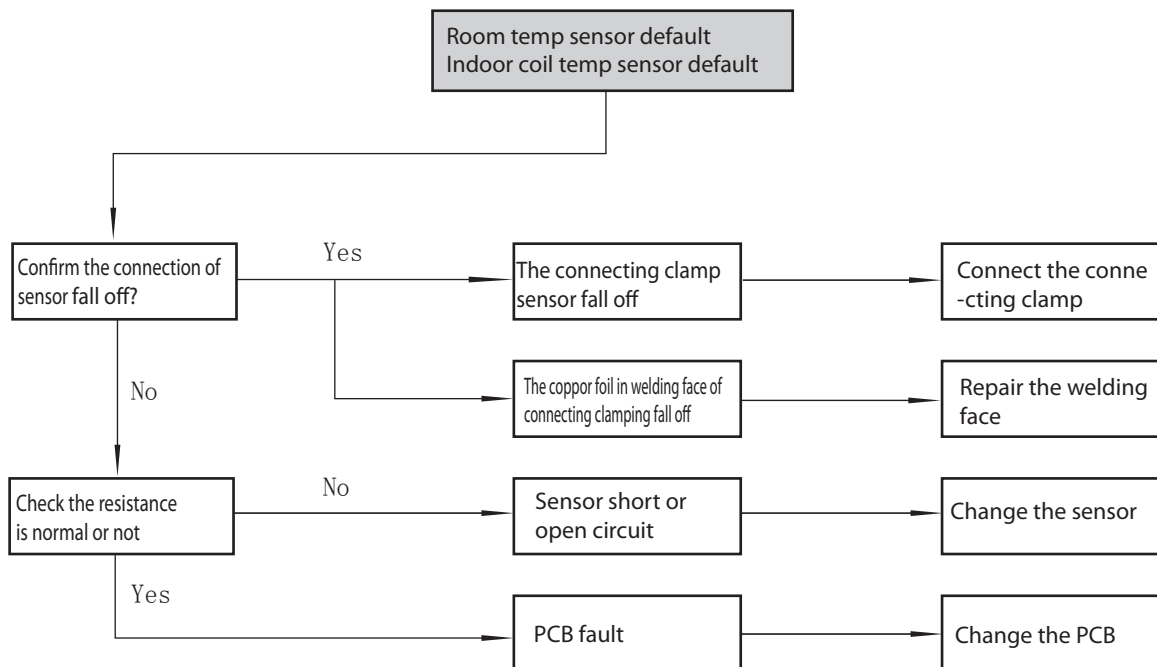 Room temp sensor default
Indoor coil temp sensor default
Confirm the connection of
sensor fall off?
Yes
The connecting clamp
sensor fall off
Connect the conne
-cting clamp
No
The coppor foil in welding face of
connecting clamping fall off
Repair the welding
face
Check the resistance
is normal or not
No
Sensor short or
open circuit
Change the sensor
Yes
PCB fault
Change the PCB